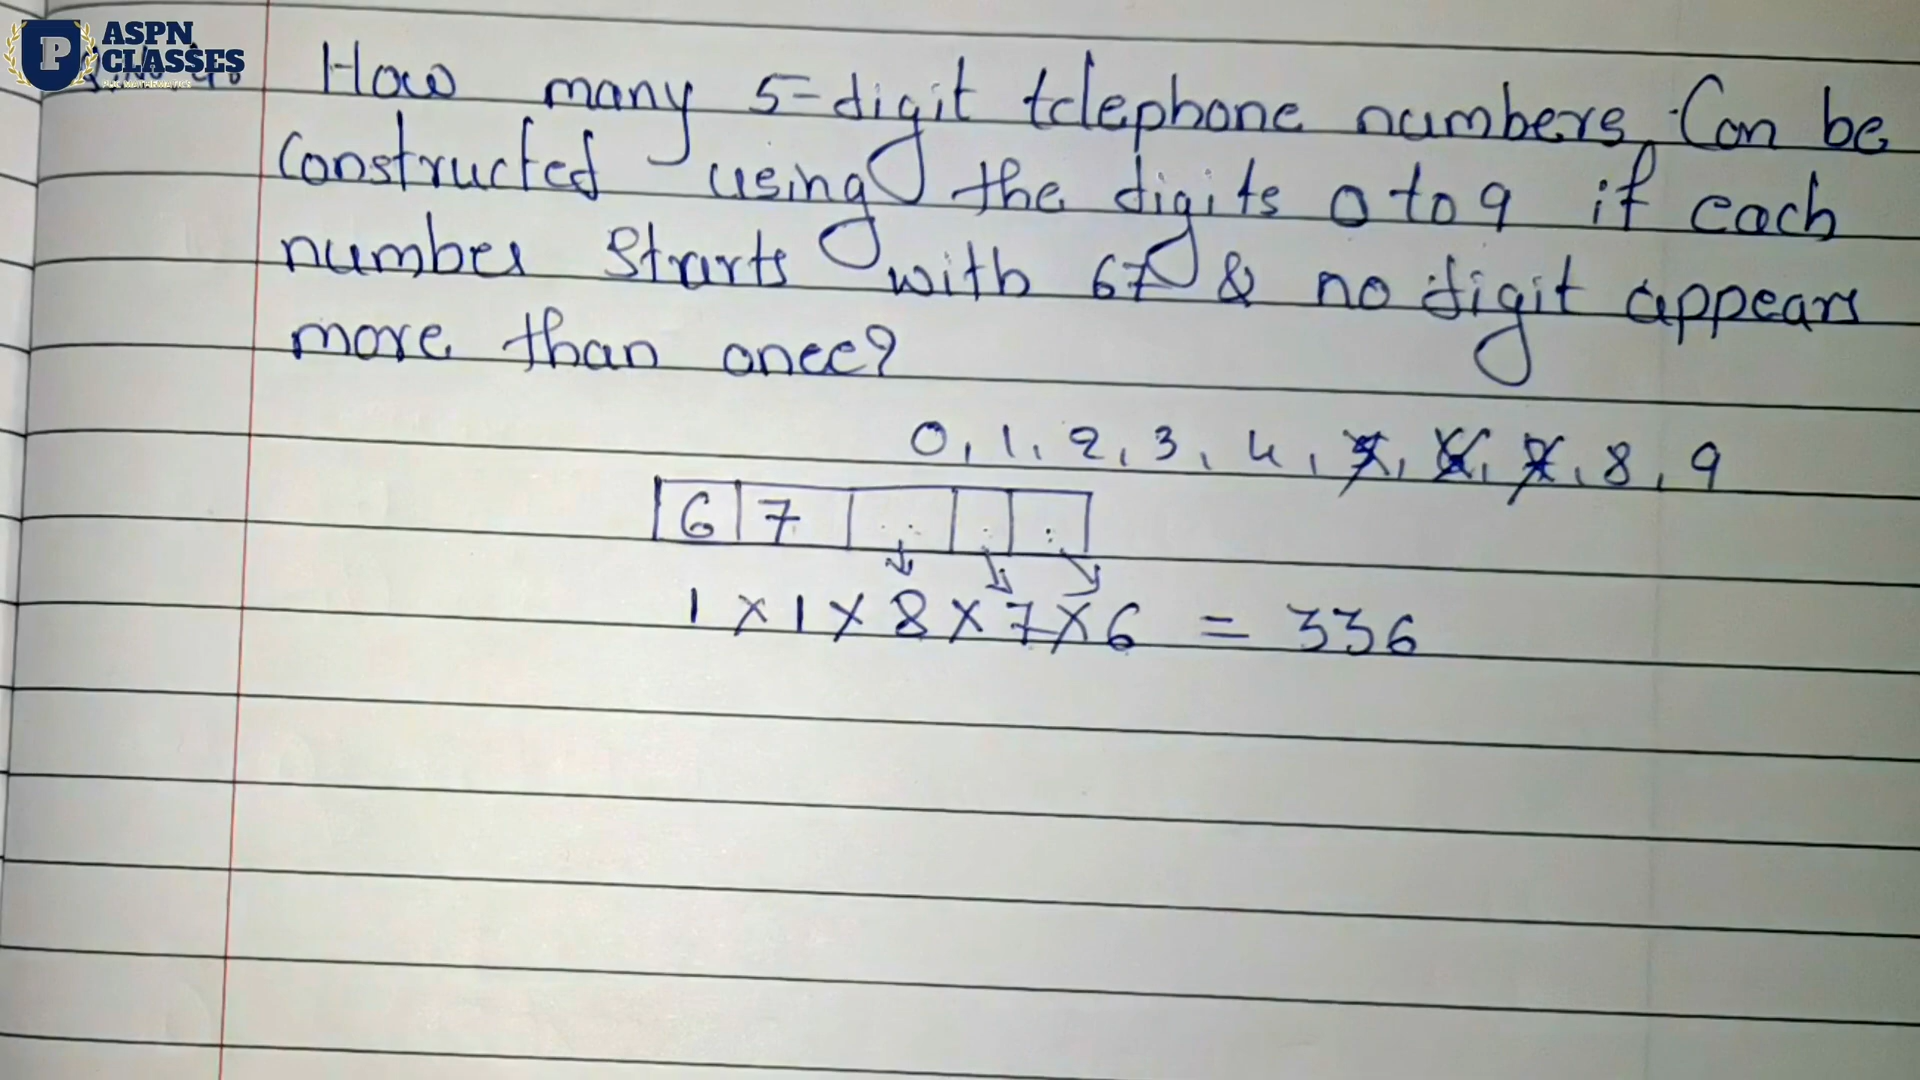 ASPN
CLASSES
How many 5-digit telephone numbers. Can be
constructed using the digits 0 to 9 if each
number starts with 67 & no digit appears
more than once?
0, 1, 2, 3, 4, 5, 6, 7, 8, 9
6 7
1 × 1 × 8 × 7 × 6 = 336